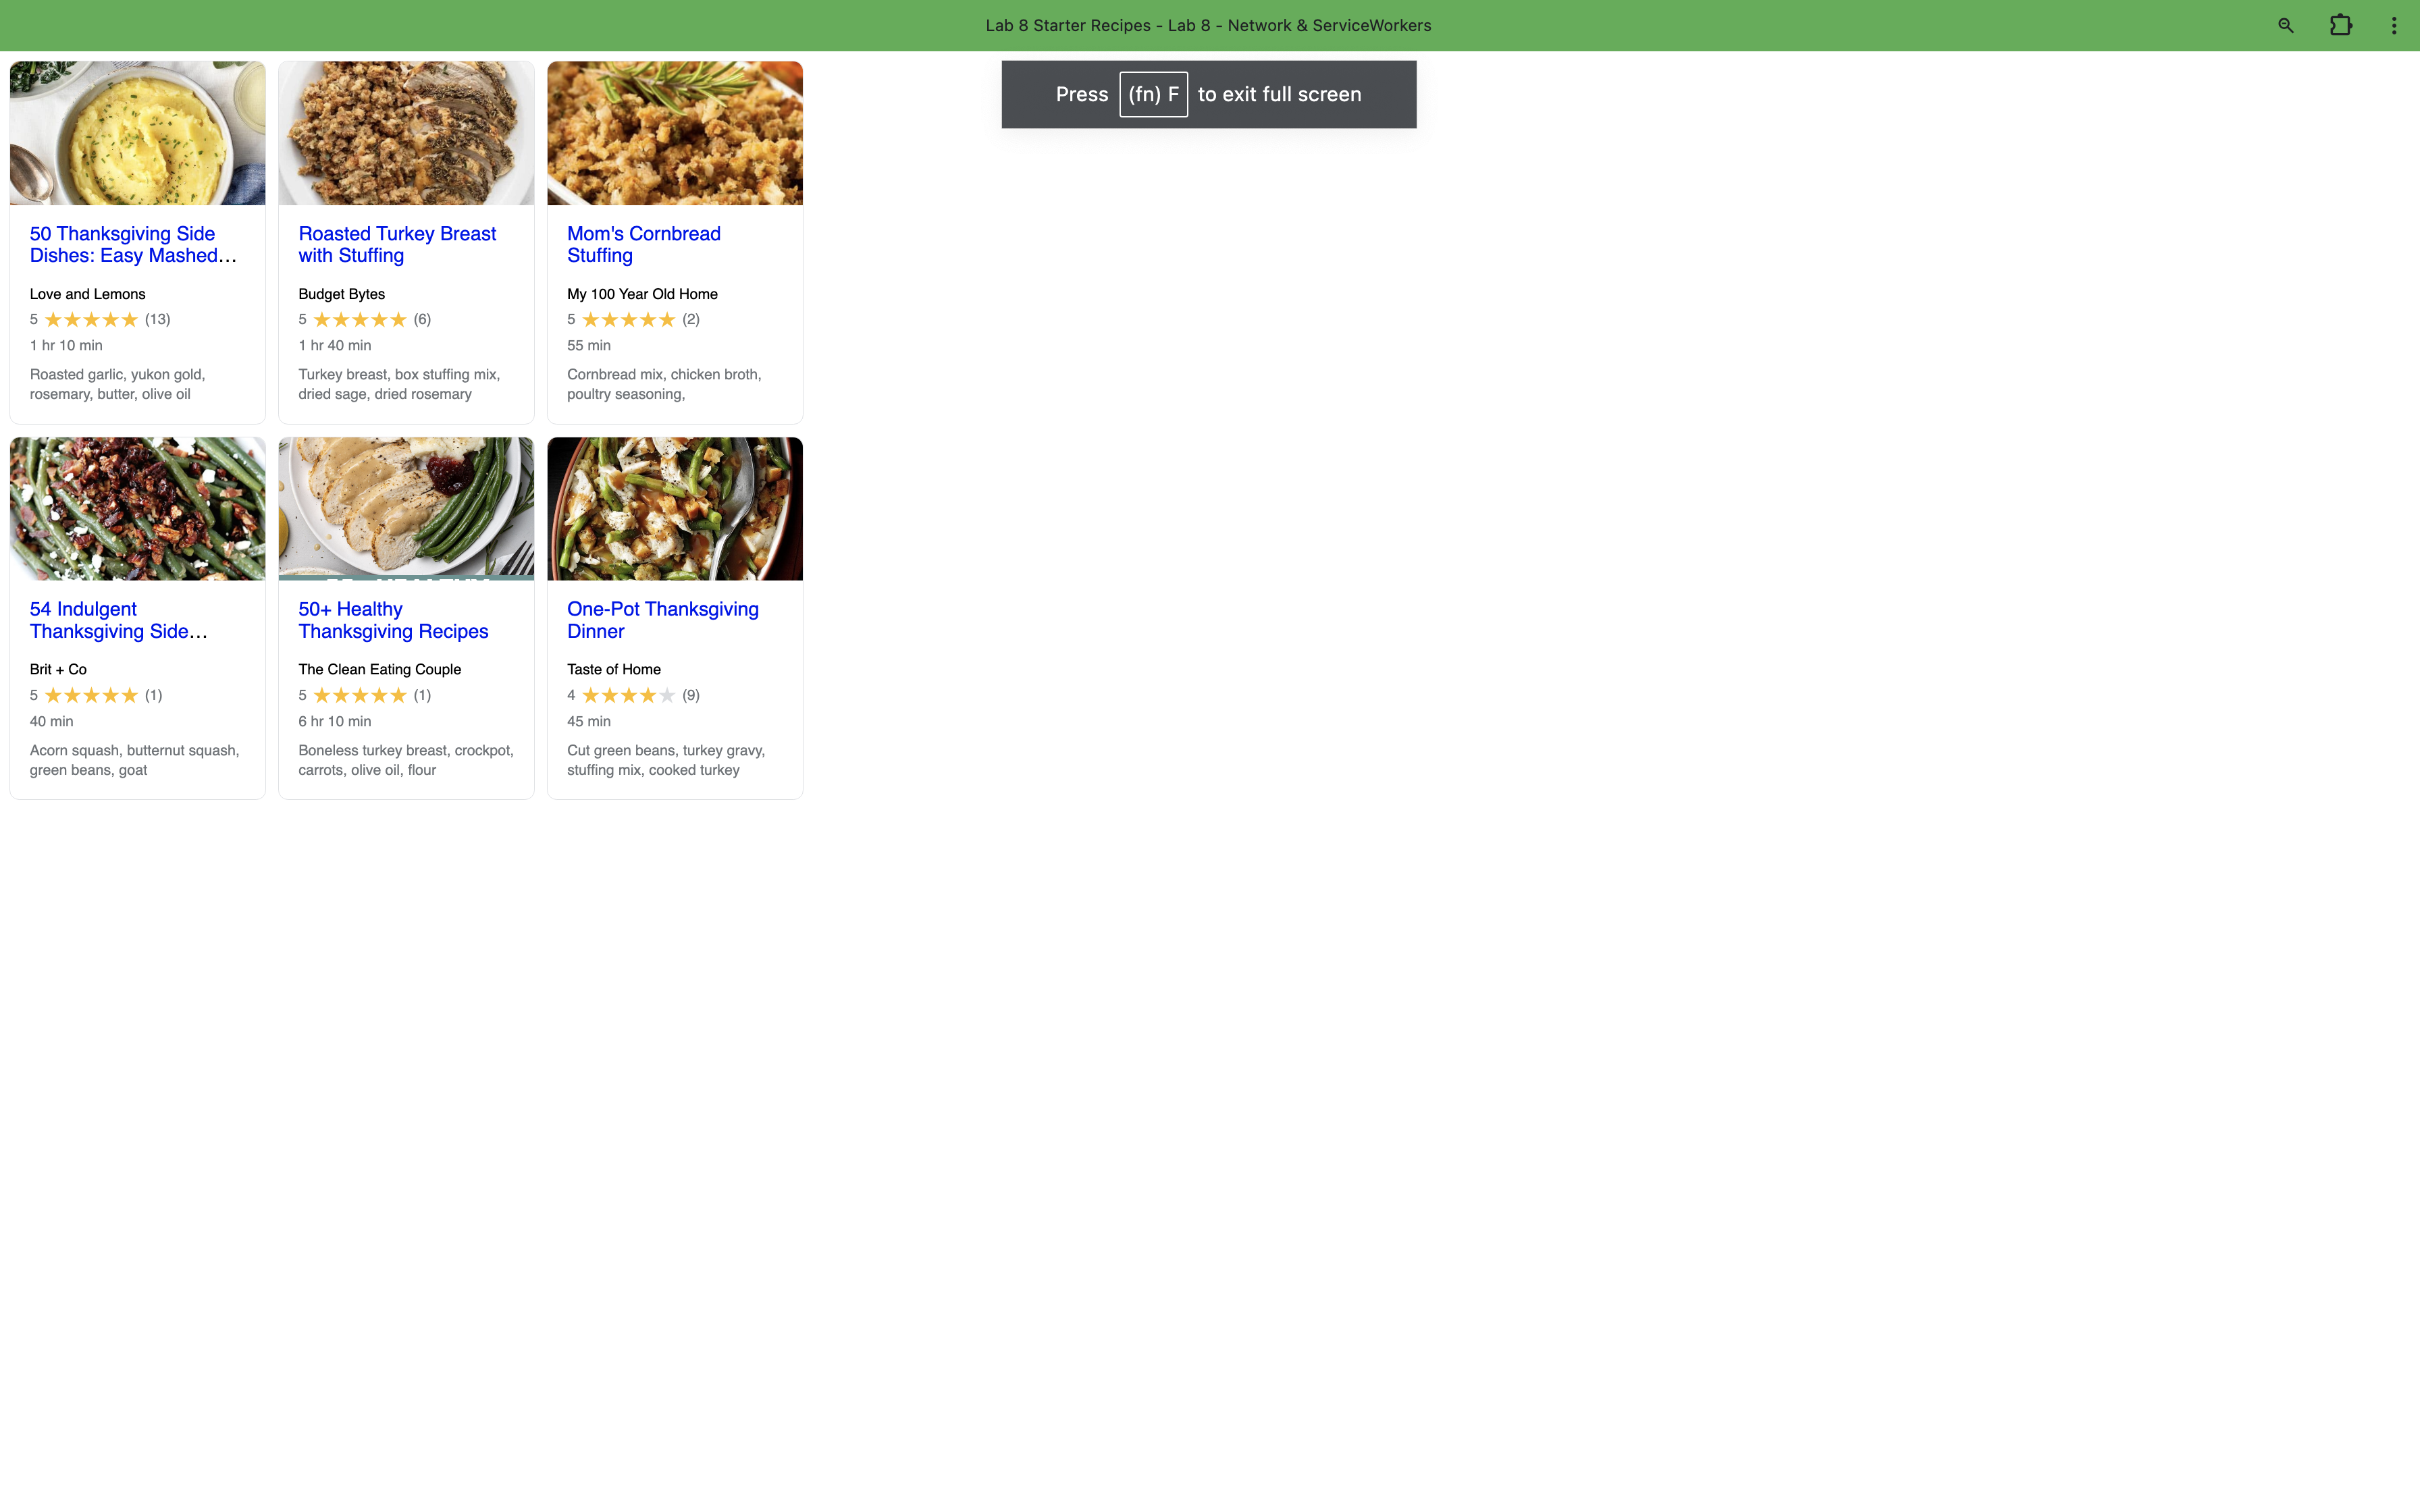 Lab 8 Starter Recipes - Lab 8 - Network & ServiceWorkers
Press (fn) F to exit full screen
50 Thanksgiving Side
Dishes: Easy Mashed…
Love and Lemons
5 ★★★★★ (13)
1 hr 10 min
Roasted garlic, yukon gold,
rosemary, butter, olive oil
Roasted Turkey Breast
with Stuffing
Budget Bytes
5 ★★★★★ (6)
1 hr 40 min
Turkey breast, box stuffing mix,
dried sage, dried rosemary
Mom's Cornbread
Stuffing
My 100 Year Old Home
5 ★★★★★ (2)
55 min
Cornbread mix, chicken broth,
poultry seasoning,
54 Indulgent
Thanksgiving Side…
Brit + Co
5 ★★★★★ (1)
40 min
Acorn squash, butternut squash,
green beans, goat
50+ Healthy
Thanksgiving Recipes
The Clean Eating Couple
5 ★★★★★ (1)
6 hr 10 min
Boneless turkey breast, crockpot,
carrots, olive oil, flour
One-Pot Thanksgiving
Dinner
Taste of Home
4 ★★★★☆ (9)
45 min
Cut green beans, turkey gravy,
stuffing mix, cooked turkey